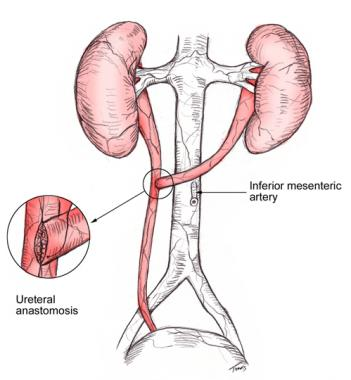 Inferior mesenteric
artery
Ureteral
anastomosis